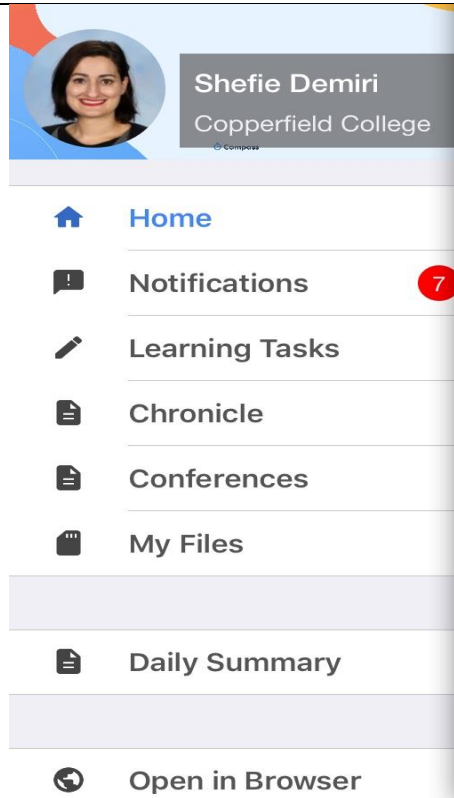 Shefie Demiri
Copperfield College
Compass
Home
Notifications
7
Learning Tasks
Chronicle
Conferences
My Files
Daily Summary
Open in Browser